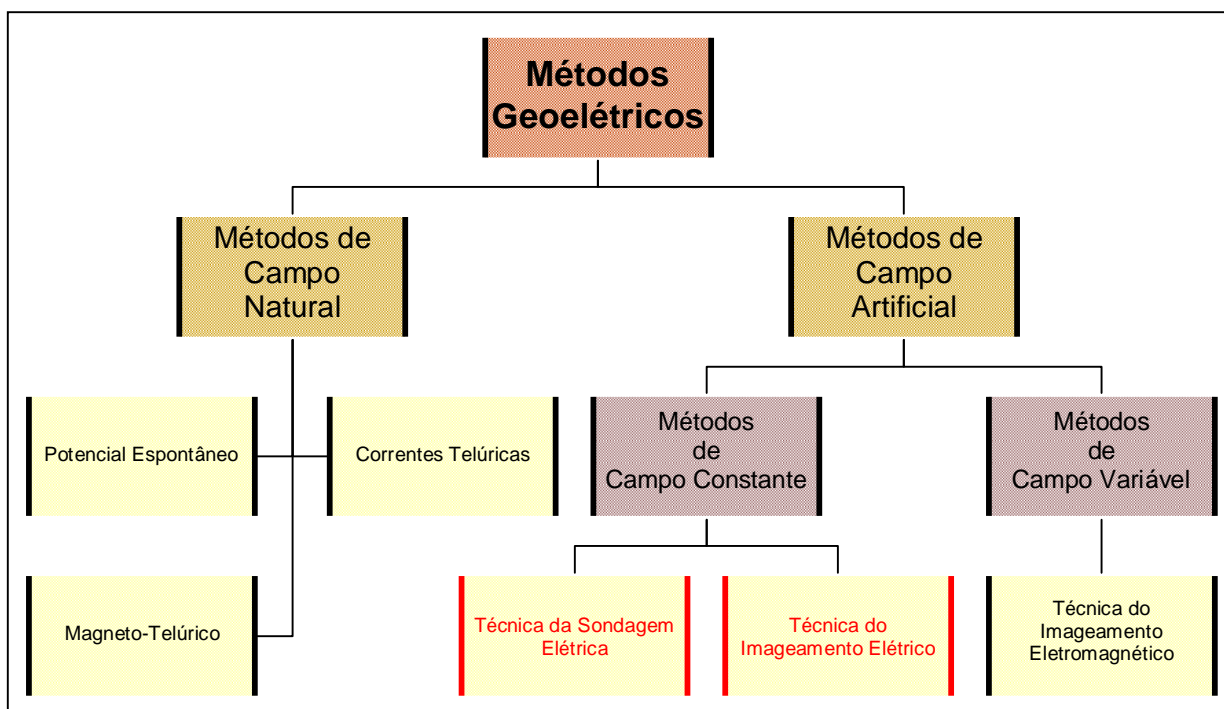 Métodos
Geoelétricos
Métodos de
Campo
Natural
Métodos de
Campo
Artificial
Potencial Espontâneo
Correntes Telúricas
Métodos
de
Campo Constante
Métodos
de
Campo Variável
Magneto-Telúrico
Técnica da Sondagem
Elétrica
Técnica do
Imageamento Elétrico
Técnica do
Imageamento
Eletromagnético